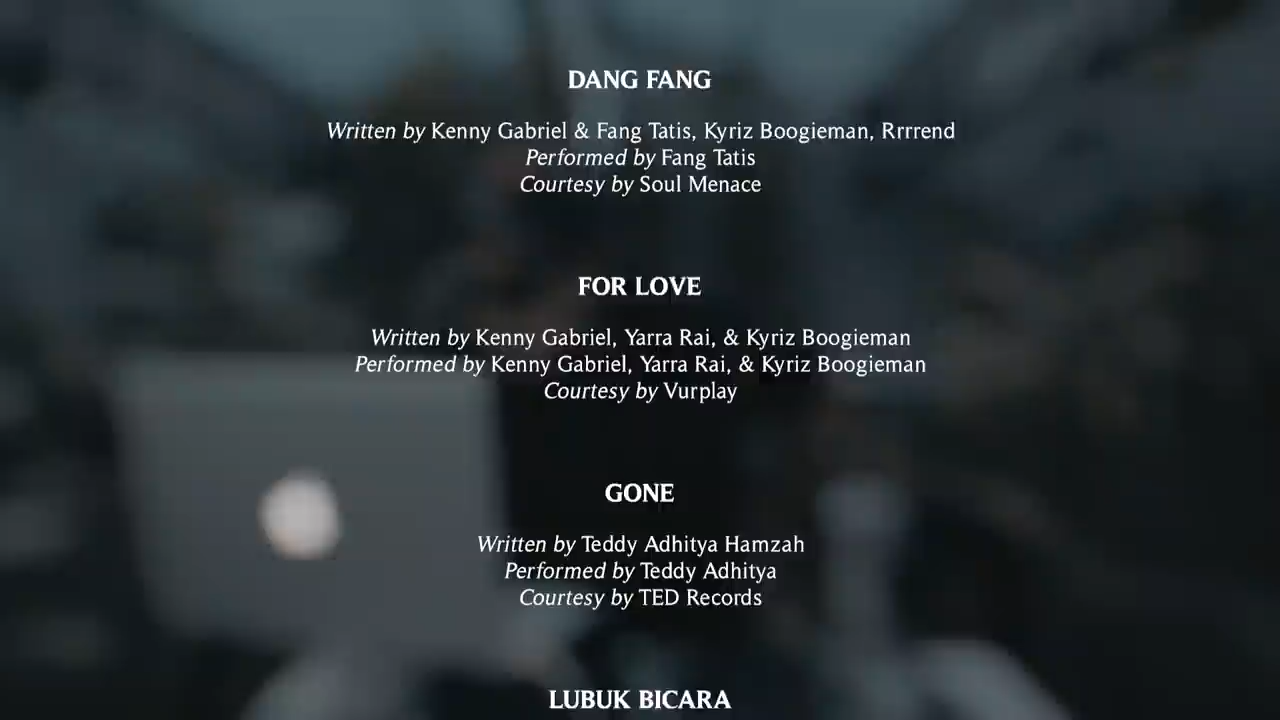 DANG FANG
Written by Kenny Gabriel & Fang Tatis, Kyriz Boogieman, Rrrrend
Performed by Fang Tatis
Courtesy by Soul Menace
FOR LOVE
Written by Kenny Gabriel, Yarra Rai, & Kyriz Boogieman
Performed by Kenny Gabriel, Yarra Rai, & Kyriz Boogieman
Courtesy by Vurplay
GONE
Written by Teddy Adhitya Hamzah
Performed by Teddy Adhitya
Courtesy by TED Records
LUBUK BICARA